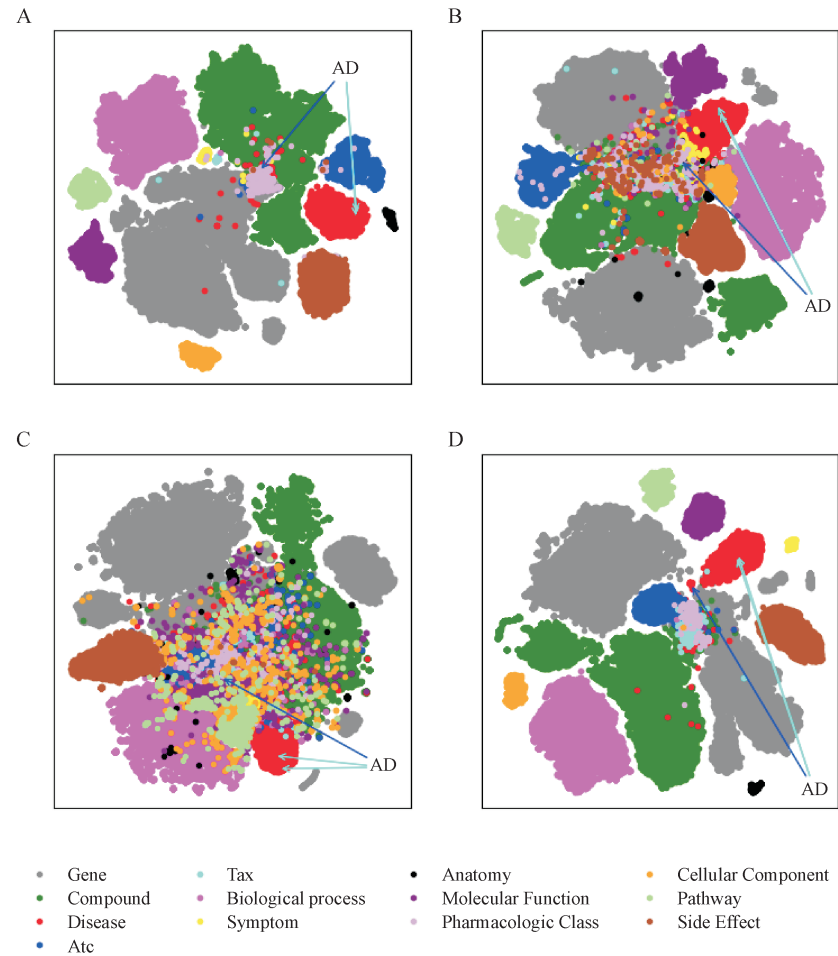 A
B
AD
AD
C
D
AD
AD
Gene
Tax
Anatomy
Cellular Component
Compound
Biological process
Molecular Function
Pathway
Disease
Symptom
Pharmacologic Class
Side Effect
Atc